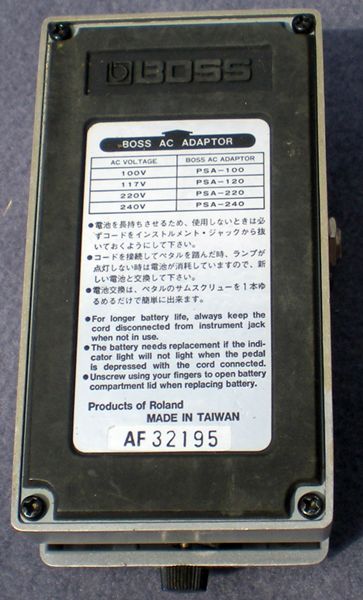 BOSS
BOSS AC ADAPTOR
AC VOLTAGE BOSS AC ADAPTOR
100V PSA-100
117V PSA-120
220V PSA-220
240V PSA-240
●電池を長持ちさせるため、使用しないときは必
ずコードをインストルメント・ジャックから抜
いておくようにして下さい。
●コードを接続してペダルを踏んだ時、ランプが
点灯しない時は電池が消耗していますので、新
しい電池と交換して下さい。
●電池交換は、ペダルのサムスクリューを1本ゆ
るめるだけで簡単に出来ます。
●For longer battery life, always keep the
cord disconnected from instrument jack
when not in use.
●The battery needs replacement if the indi-
cator light will not light when the pedal
is depressed with the cord connected.
●Unscrew using your fingers to open battery
compartment lid when replacing battery.
Products of Roland
MADE IN TAIWAN
AF 32195